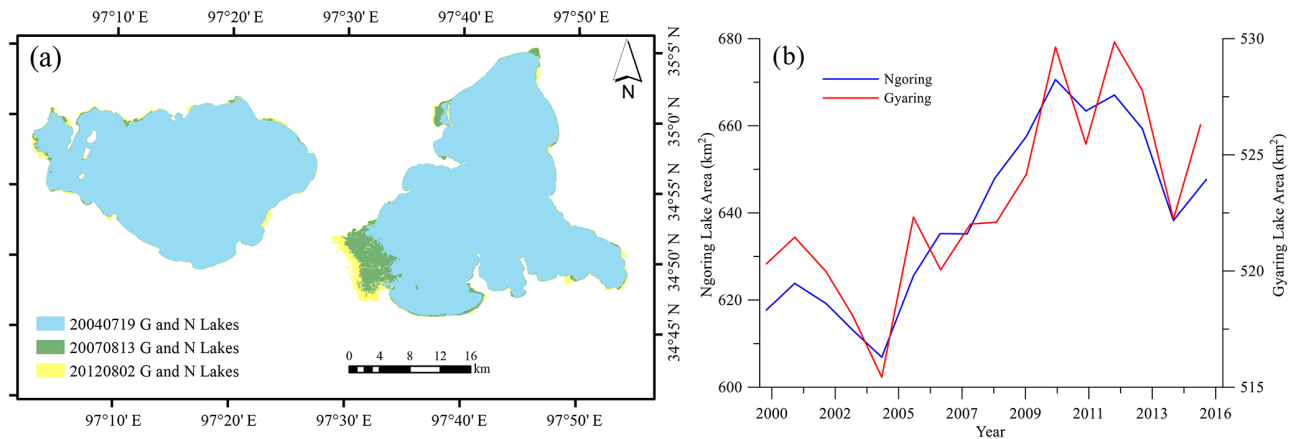 97°10' E 97°20' E 97°30' E 97°40' E 97°50' E
(a)
N
35°5' N
35°0' N
34°55' N
34°50' N
34°45' N
20040719 G and N Lakes
20070813 G and N Lakes
20120802 G and N Lakes
0 4 8 12 16
km
97°10' E 97°20' E 97°30' E 97°40' E 97°50' E
(b)
Ngoring
Gyaring
Ngoring Lake Area (km²)
680
660
640
620
600
530
525
520
515
Gyaring Lake Area (km²)
2000 2002 2005 2007 2009 2011 2013 2016
Year